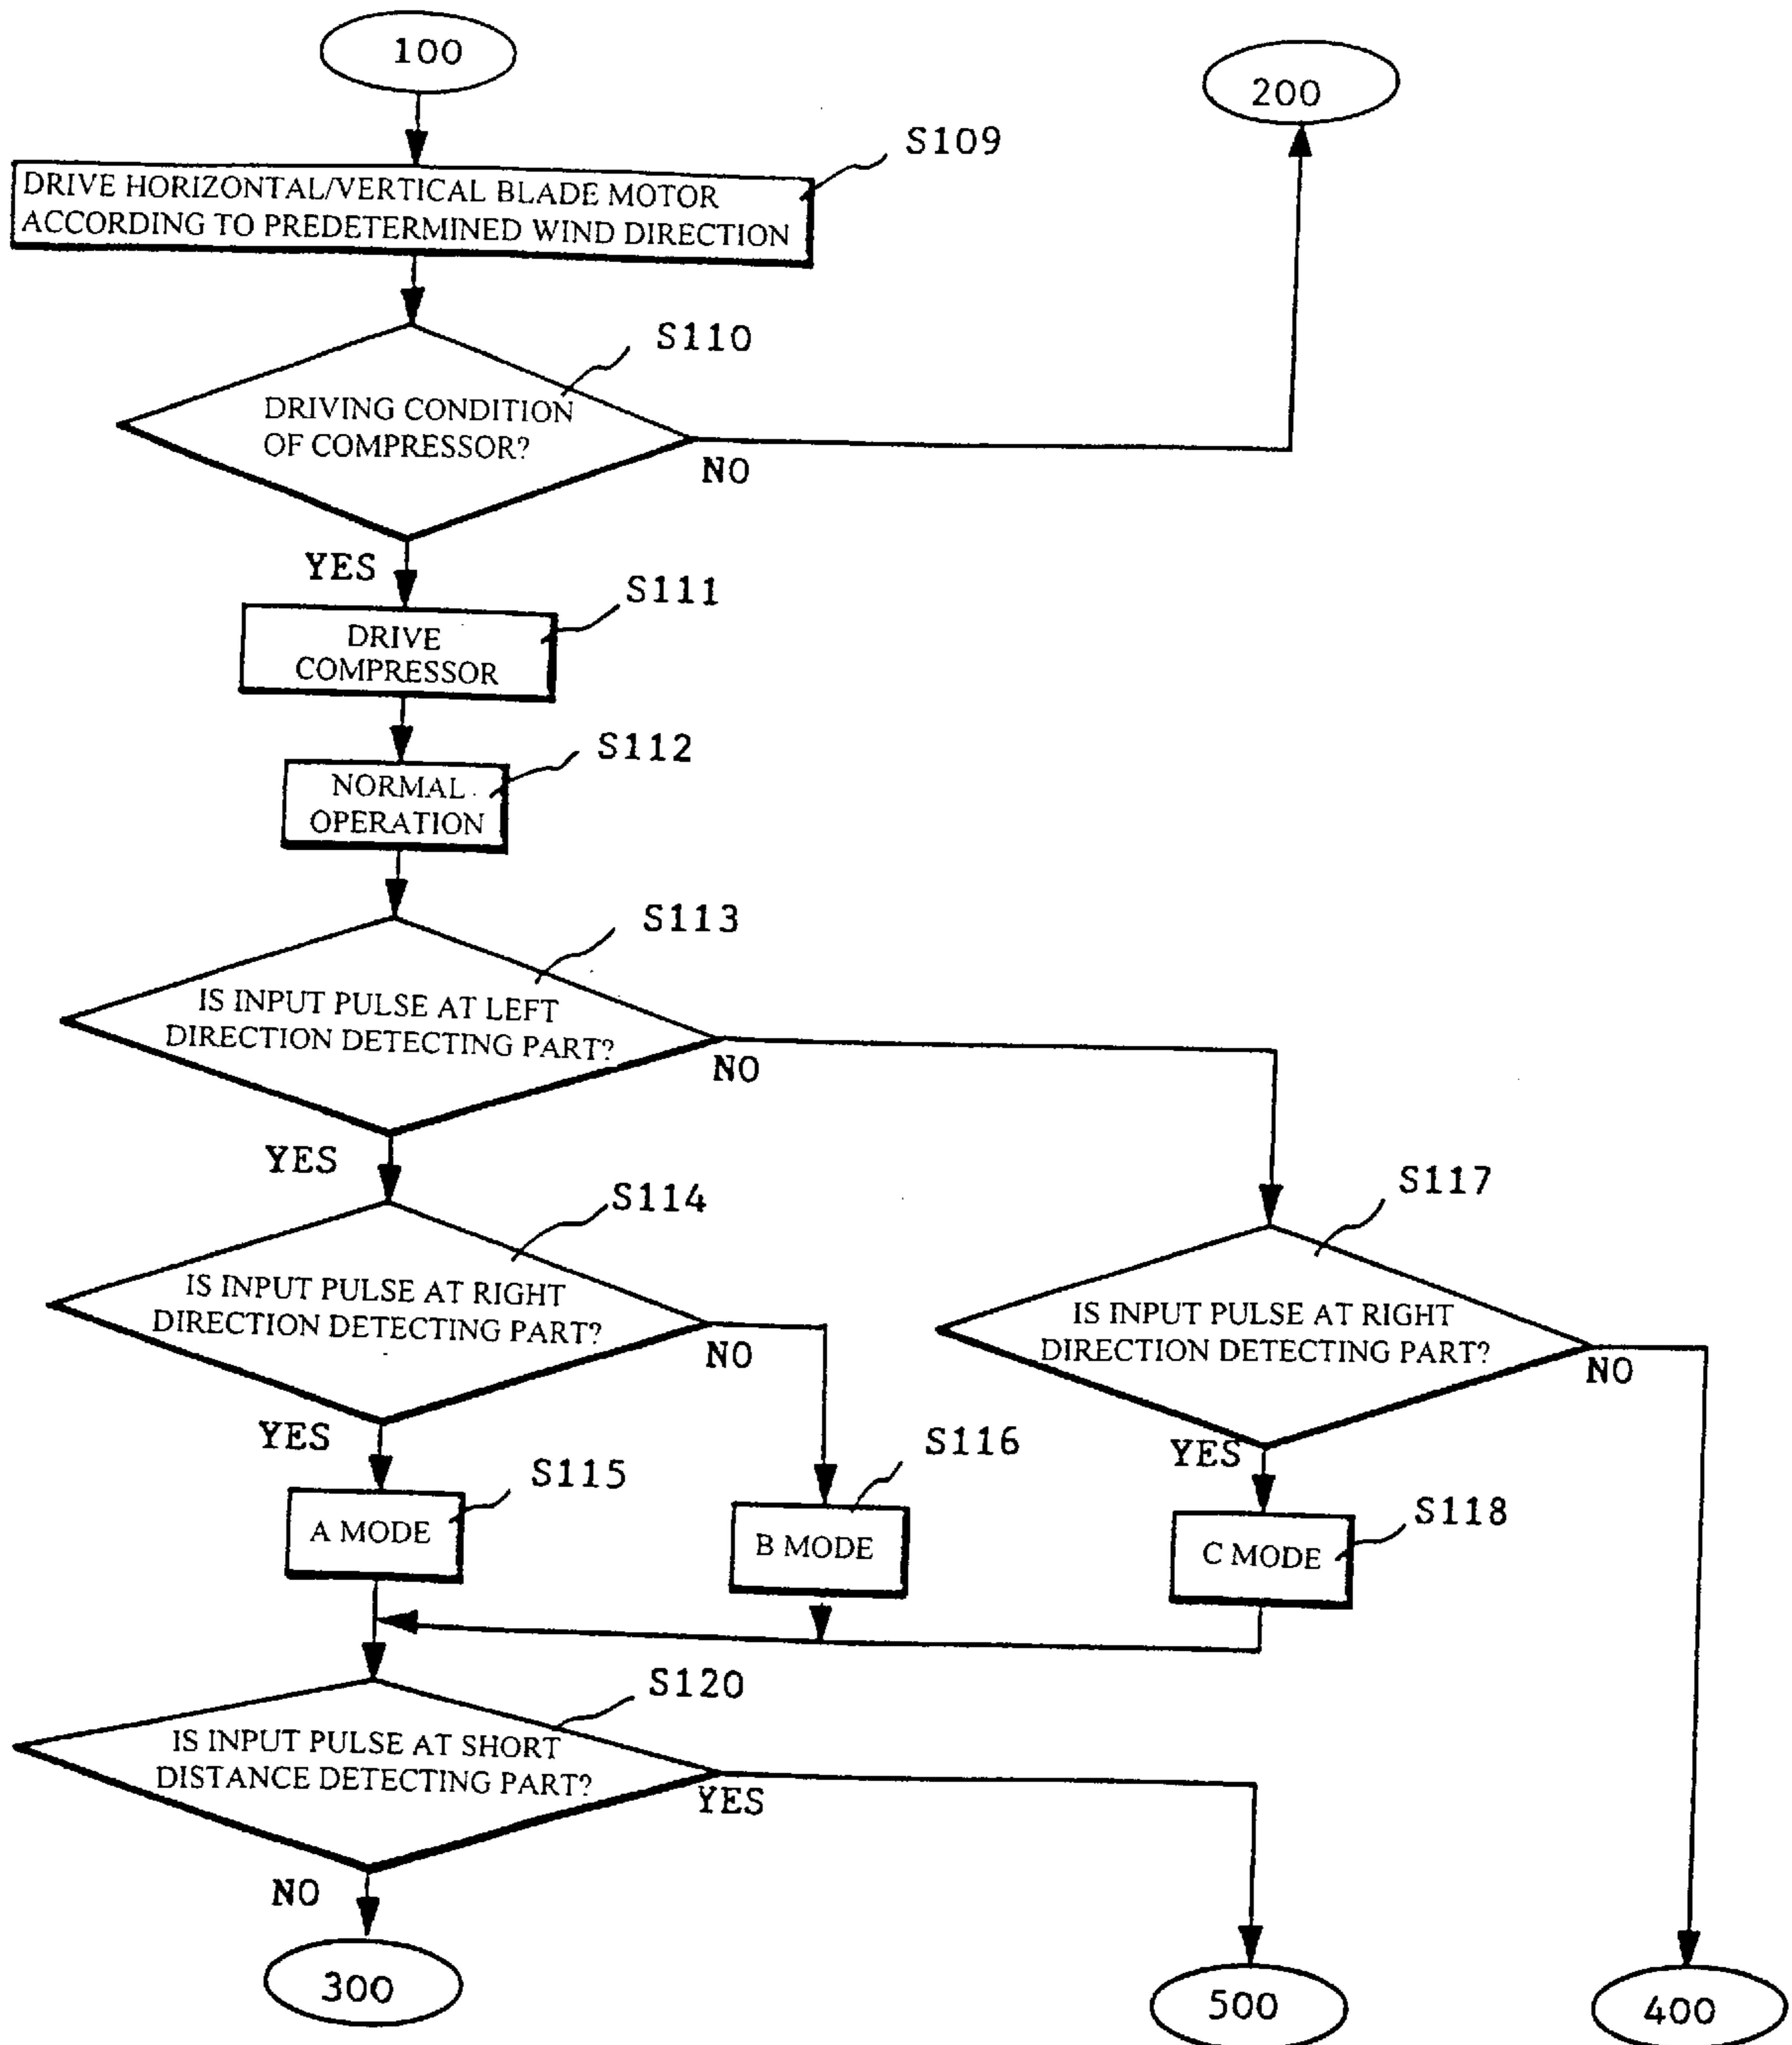 100
200
S109
DRIVE HORIZONTAL/VERTICAL BLADE MOTOR
ACCORDING TO PREDETERMINED WIND DIRECTION
S110
DRIVING CONDITION
OF COMPRESSOR?
NO
YES
S111
DRIVE
COMPRESSOR
S112
NORMAL
OPERATION
S113
IS INPUT PULSE AT LEFT
DIRECTION DETECTING PART?
NO
YES
S114
IS INPUT PULSE AT RIGHT
DIRECTION DETECTING PART?
NO
YES
S117
IS INPUT PULSE AT RIGHT
DIRECTION DETECTING PART?
NO
YES
S115
A MODE
S116
B MODE
S118
C MODE
S120
IS INPUT PULSE AT SHORT
DISTANCE DETECTING PART?
YES
NO
300
500
400